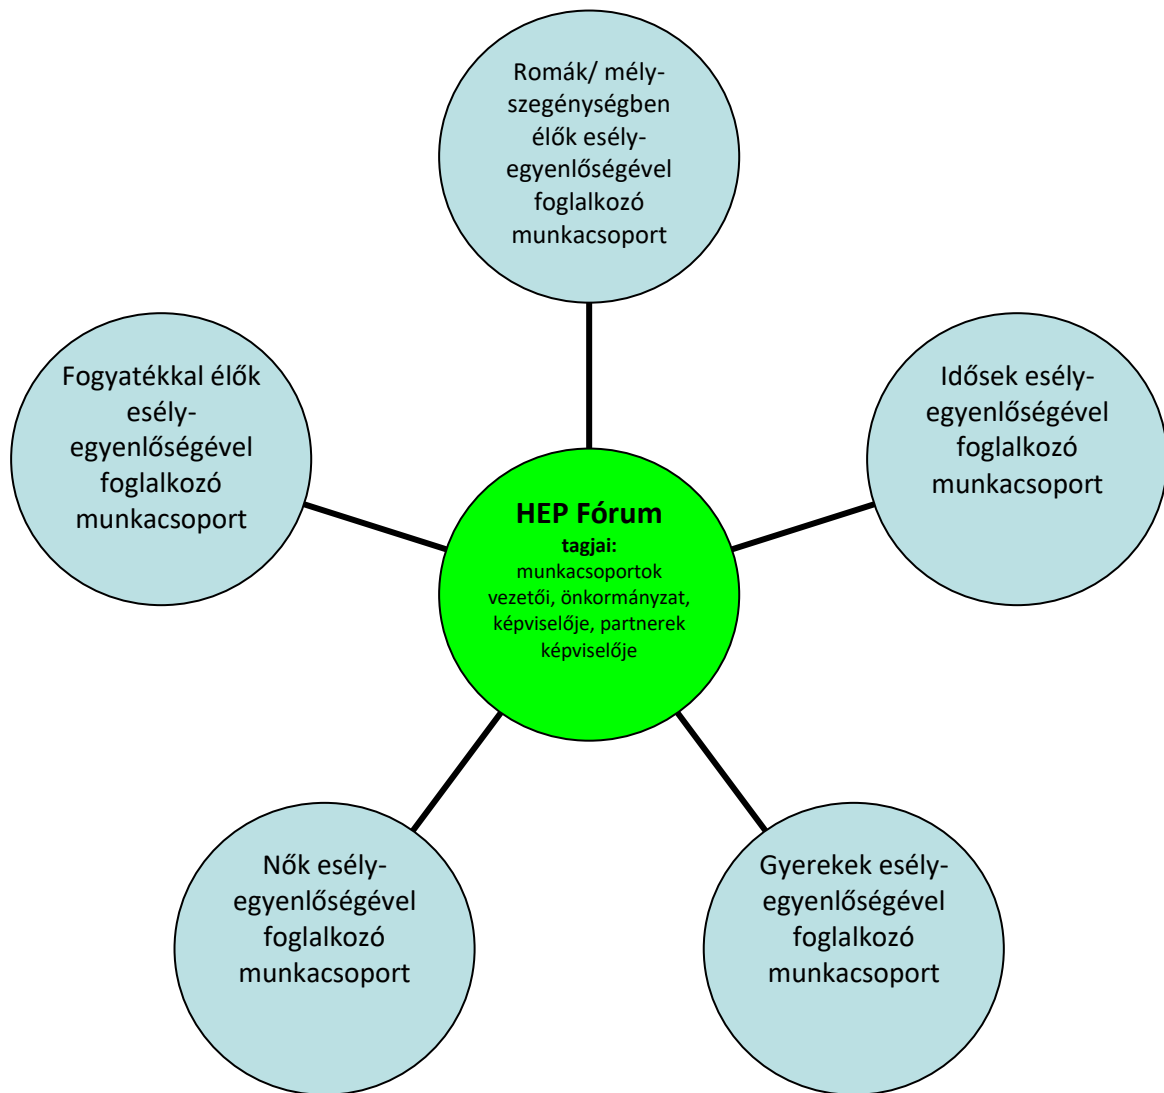 Romák/ mély-
szegénységben
élők esély-
egyenlőségével
foglalkozó
munkacsoport
Fogyatékkal élők
esély-
egyenlőségével
foglalkozó
munkacsoport
Idősek esély-
egyenlőségével
foglalkozó
munkacsoport
HEP Fórum
tagjai:
munkacsoportok
vezetői, önkormányzat,
képviselője, partnerek
képviselője
Nők esély-
egyenlőségével
foglalkozó
munkacsoport
Gyerekek esély-
egyenlőségével
foglalkozó
munkacsoport